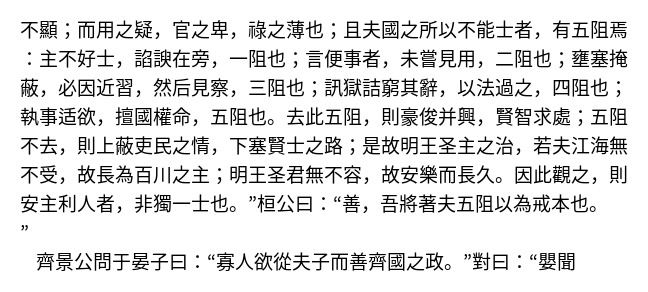 不顯；而用之疑，官之卑，祿之薄也；且夫國之所以不能士者，有五阻焉
：主不好士，諂諛在旁，一阻也；言便事者，未嘗見用，二阻也；壅塞掩
蔽，必因近習，然后見察，三阻也；訊獄詰窮其辭，以法過之，四阻也；
執事适欲，擅國權命，五阻也。去此五阻，則豪俊并興，賢智求處；五阻
不去，則上蔽吏民之情，下塞賢士之路；是故明王圣主之治，若夫江海無
不受，故長為百川之主；明王圣君無不容，故安樂而長久。因此觀之，則
安主利人者，非獨一士也。”桓公曰：“善，吾將著夫五阻以為戒本也。
”
齊景公問于晏子曰：“寡人欲從夫子而善齊國之政。”對曰：“嬰聞